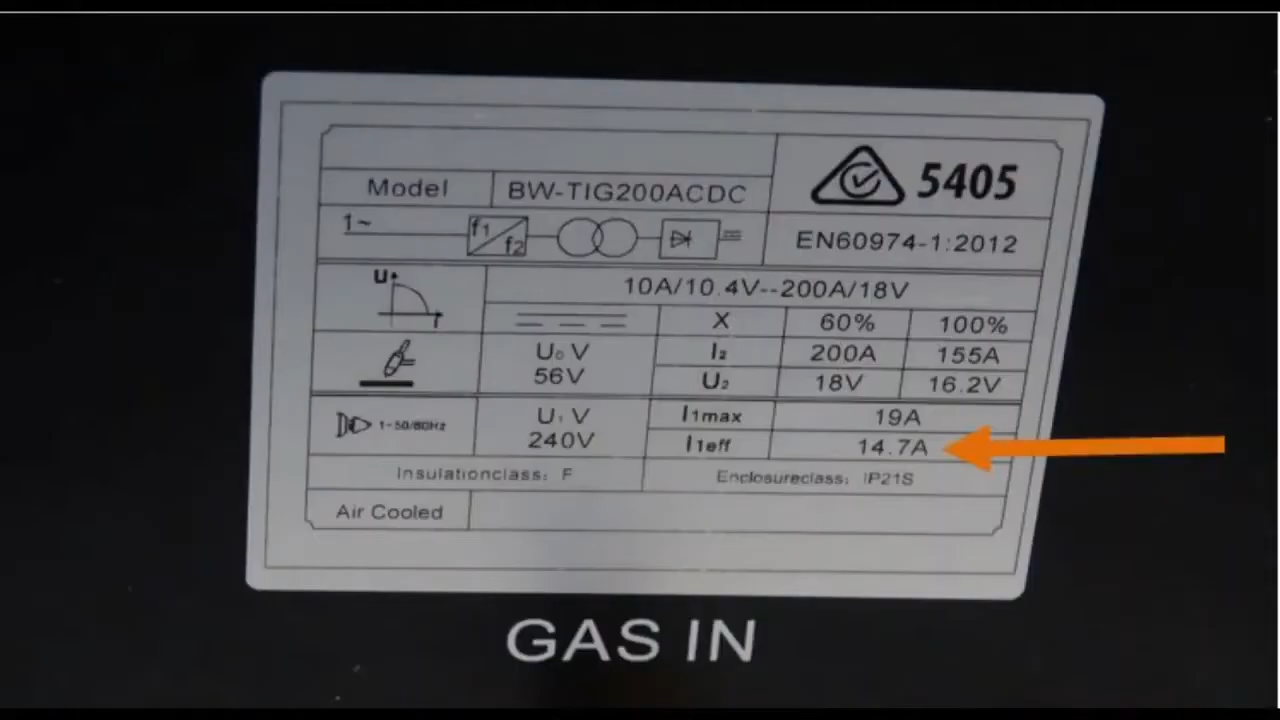 5405
Model BW-TIG200ACDC
1~ f1 f2
EN60974-1:2012
U
10A/10.4V--200A/18V
I
X 60% 100%
U₀ V I₂ 200A 155A
56V U₂ 18V 16.2V
1~50/60Hz U₁ V I1max 19A
240V I1eff 14.7A
Insulationclass: F Enclosureclass: IP21S
Air Cooled
GAS IN